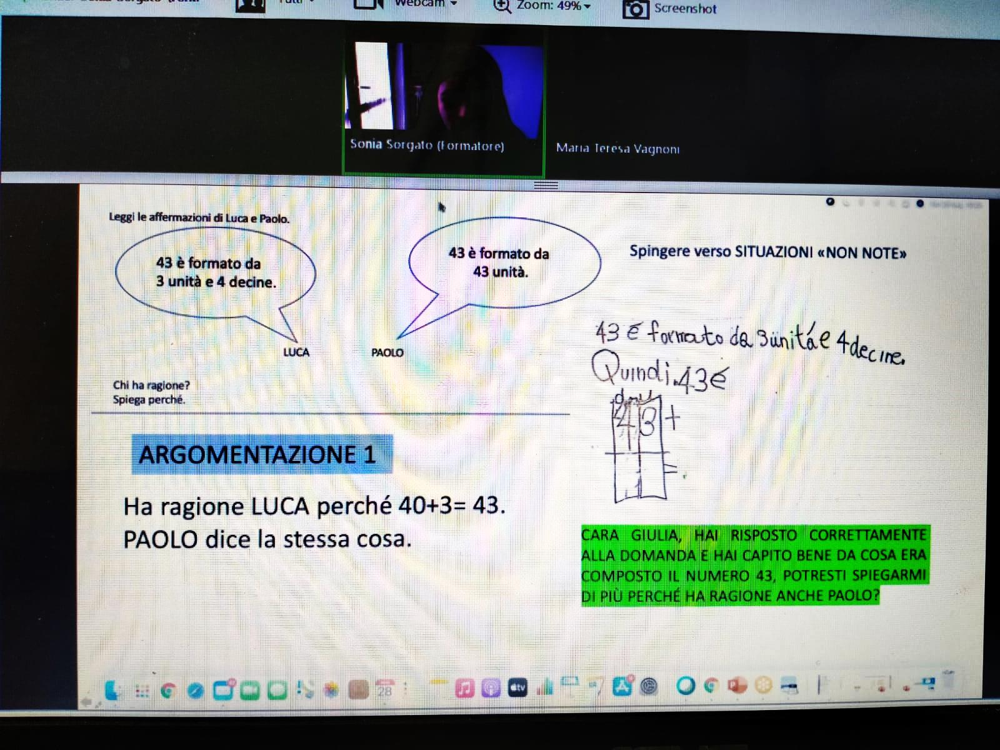 Webcam
Zoom: 49%
Screenshot
Sonia Sorgato (Formatore)
Maria Teresa Vagnoni
Leggi le affermazioni di Luca e Paolo.
43 è formato da
3 unità e 4 decine.
LUCA
43 è formato da
43 unità.
PAOLO
Chi ha ragione?
Spiega perché.
Spingere verso SITUAZIONI «NON NOTE»
43 É formato da 3 unitá e 4 decine.
Quindi. 43 é
43+
=
ARGOMENTAZIONE 1
Ha ragione LUCA perché 40+3= 43.
PAOLO dice la stessa cosa.
CARA GIULIA, HAI RISPOSTO CORRETTAMENTE
ALLA DOMANDA E HAI CAPITO BENE DA COSA ERA
COMPOSTO IL NUMERO 43, POTRESTI SPIEGARMI
DI PIÙ PERCHÉ HA RAGIONE ANCHE PAOLO?
28
tv